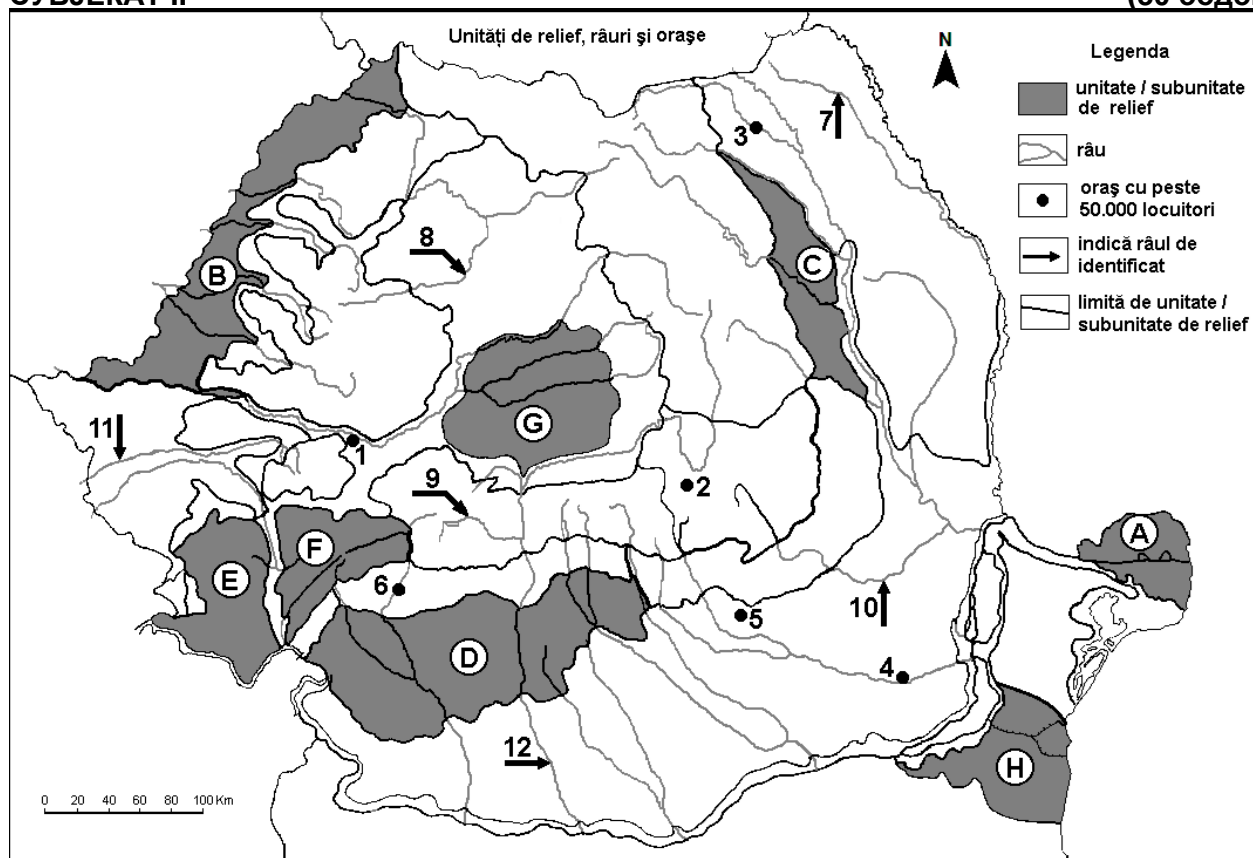 СУБЈЕКАТ II
Unități de relief, râuri și orașe
N
Legenda
unitate / subunitate
de relief
râu
oraș cu peste
50.000 locuitori
indică râul de
identificat
limită de unitate /
subunitate de relief
3
7
8
B
C
11
1
G
9
2
A
F
E
6
10
5
D
4
12
H
0 20 40 60 80 100 Km